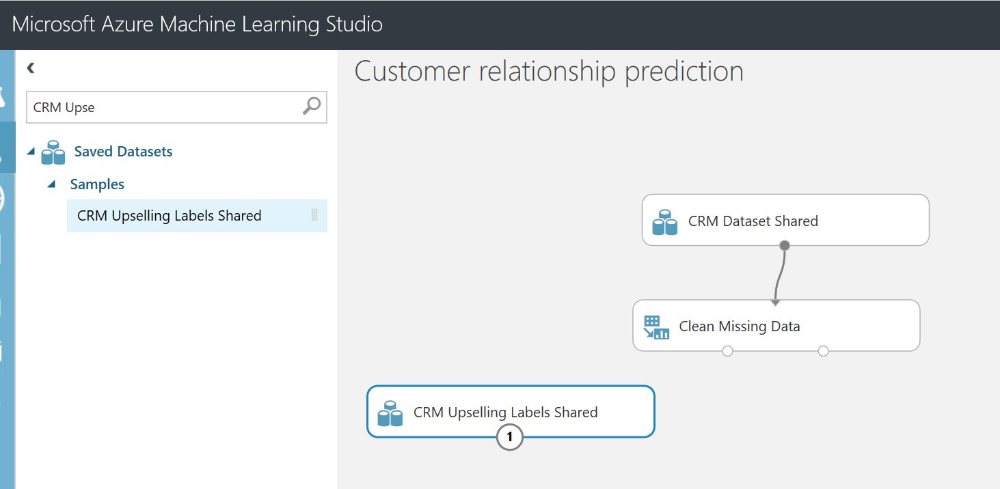 Microsoft Azure Machine Learning Studio
Customer relationship prediction
CRM Upse
Saved Datasets
Samples
CRM Upselling Labels Shared
CRM Dataset Shared
Clean Missing Data
CRM Upselling Labels Shared
1